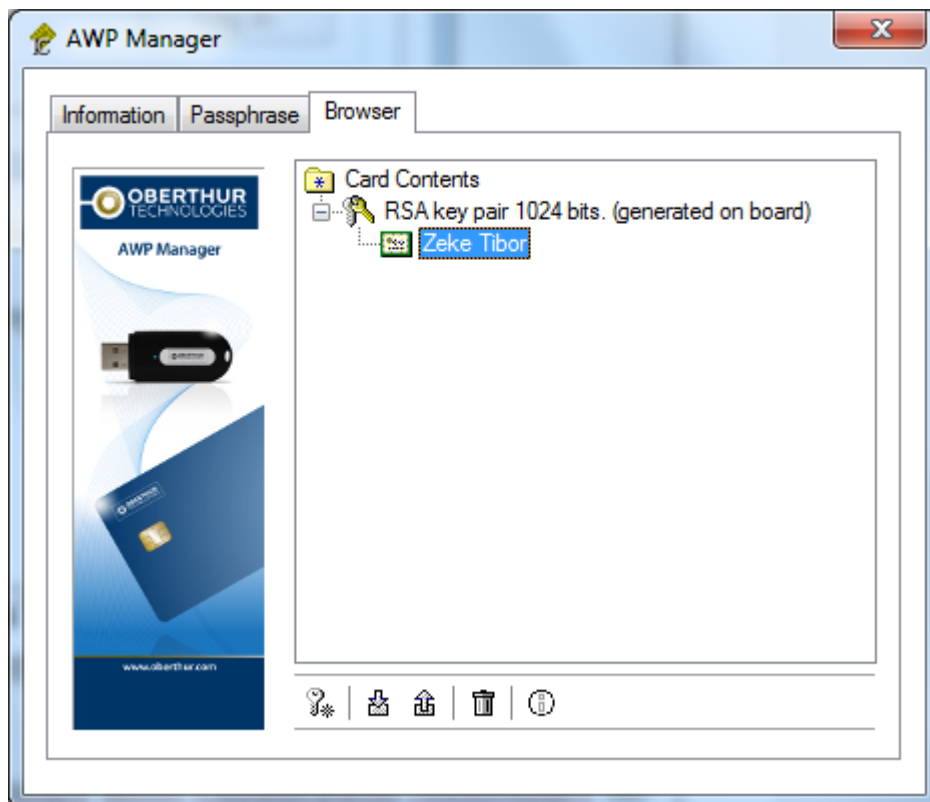 AWP Manager
Information Passphrase Browser
OBERTHUR
TECHNOLOGIES
AWP Manager
www.oberthur.com
Card Contents
RSA key pair 1024 bits. (generated on board)
Zeke Tibor